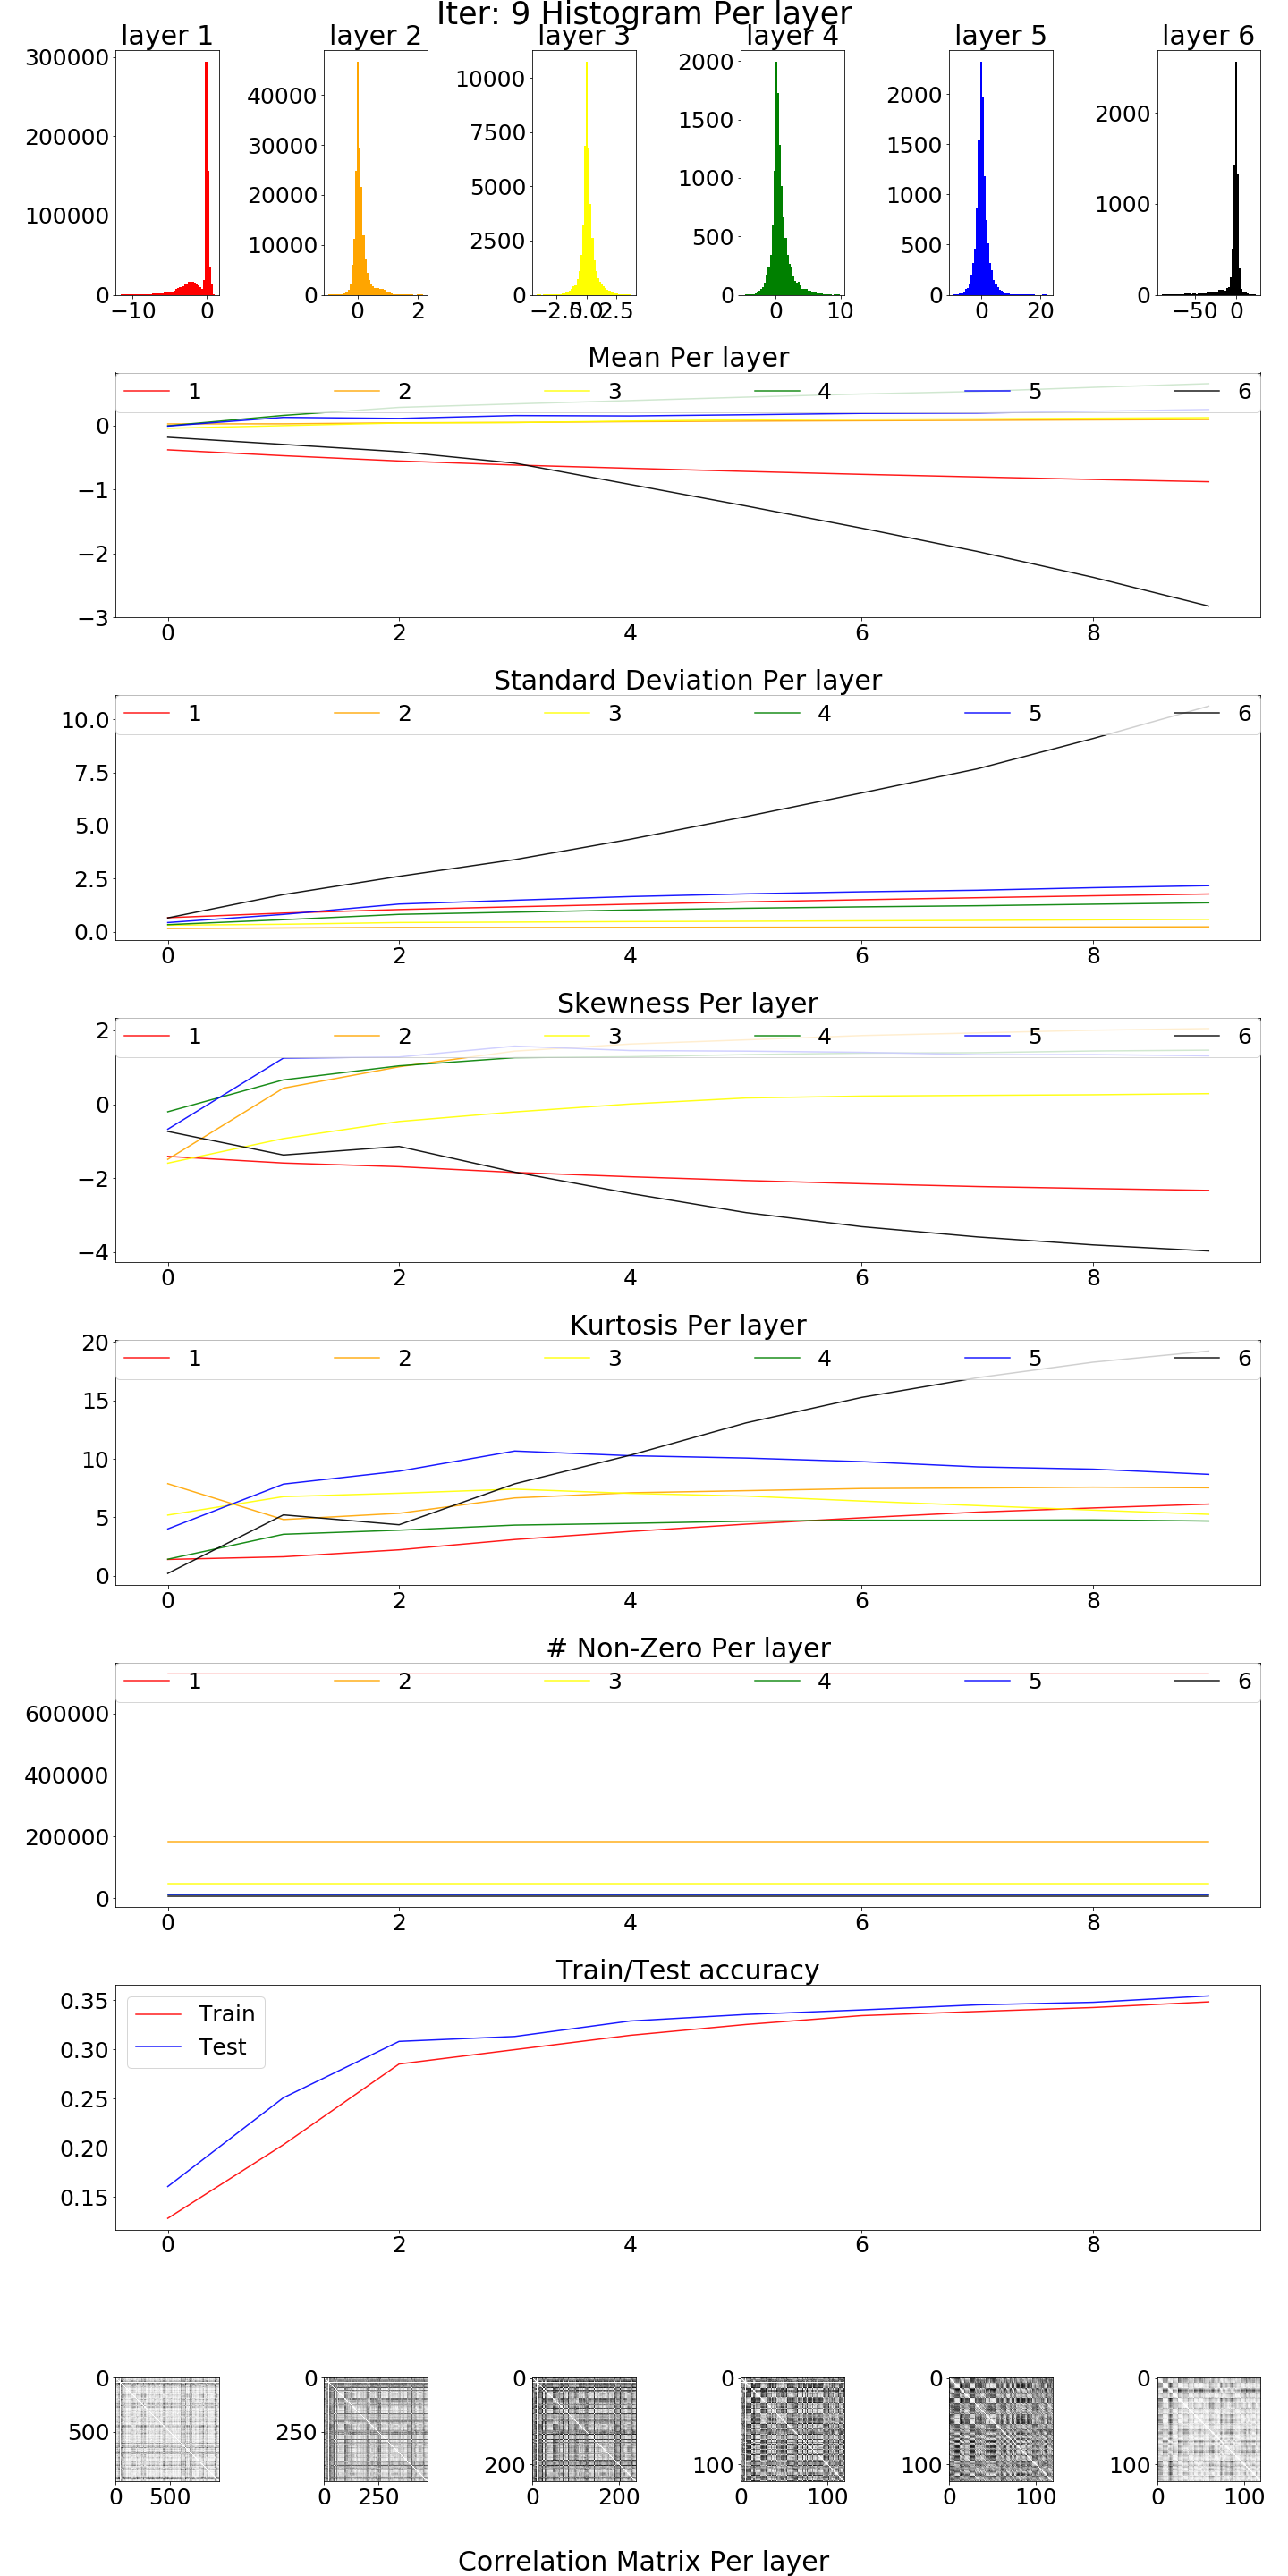 Iter: 9 Histogram Per layer
layer 1 layer 2 layer 3 layer 4 layer 5 layer 6
300000 200000 100000 0
−10 0
40000 30000 20000 10000 0
0 2
10000 7500 5000 2500 0
−2.5 0.0 2.5
2000 1500 1000 500 0
0 10
2000 1500 1000 500 0
0 20
2000 1000 0
−50 0
Mean Per layer
1 2 3 4 5 6
0
−1
−2
−3
0 2 4 6 8
Standard Deviation Per layer
1 2 3 4 5 6
10.0
7.5
5.0
2.5
0.0
0 2 4 6 8
Skewness Per layer
1 2 3 4 5 6
2
0
−2
−4
0 2 4 6 8
Kurtosis Per layer
1 2 3 4 5 6
20
15
10
5
0
0 2 4 6 8
# Non-Zero Per layer
1 2 3 4 5 6
600000
400000
200000
0
0 2 4 6 8
Train/Test accuracy
Train
Test
0.35
0.30
0.25
0.20
0.15
0 2 4 6 8
0 0 0 0 0 0
500 250 200 100 100 100
0 500 0 250 0 200 0 100 0 100 0 100
Correlation Matrix Per layer